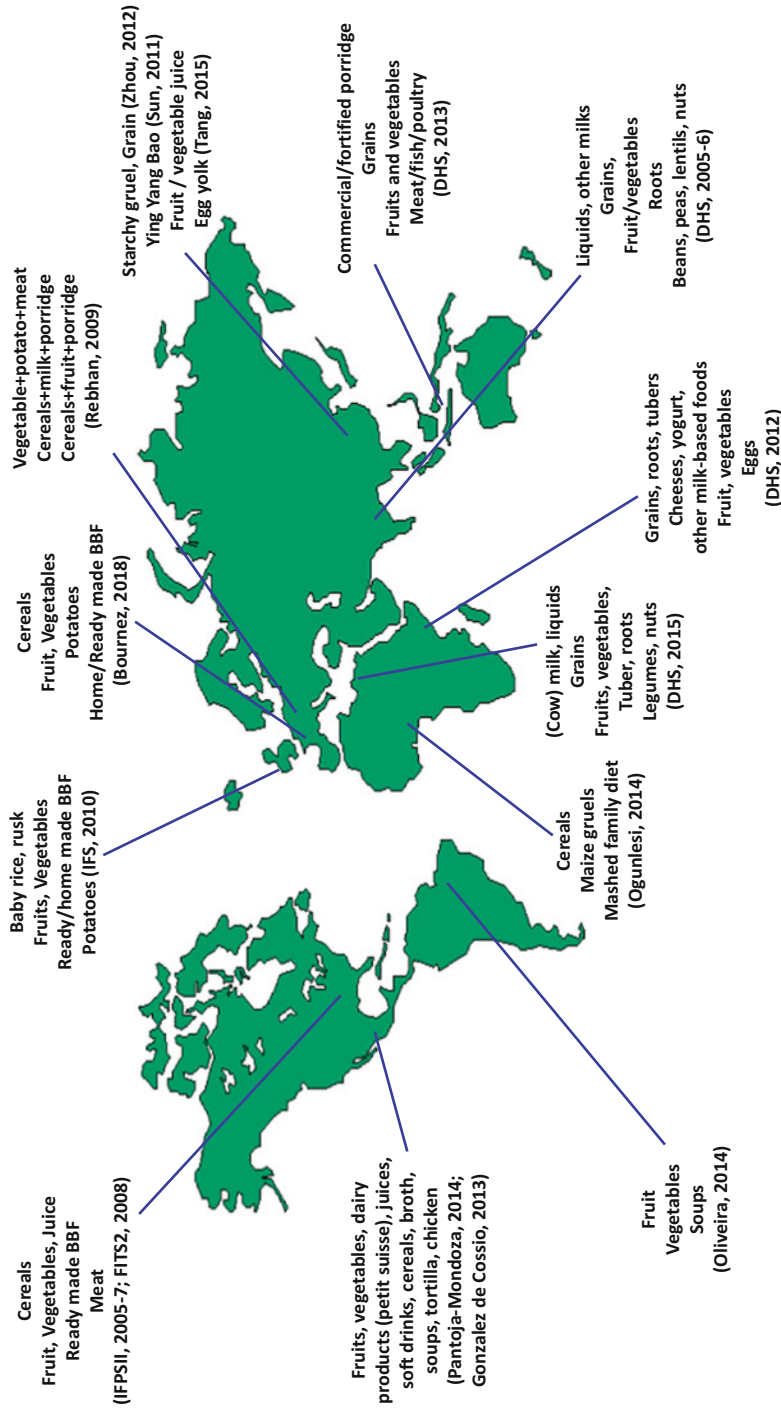 Cereals
Fruit, Vegetables, Juice
Ready made BBF
Meat
(IFPSII, 2005-7; FITS2, 2008)
Baby rice, rusk
Fruits, Vegetables
Ready/home made BBF
Potatoes (IFS, 2010)
Cereals
Fruit, Vegetables
Potatoes
Home/Ready made BBF
(Bournez, 2018)
Vegetable+potato+meat
Cereals+milk+porridge
Cereals+fruit+porridge
(Rebhan, 2009)
Starchy gruel, Grain (Zhou, 2012)
Ying Yang Bao (Sun, 2011)
Fruit / vegetable juice
Egg yolk (Tang, 2015)
Commercial/fortified porridge
Grains
Fruits and vegetables
Meat/fish/poultry
(DHS, 2013)
Fruits, vegetables, dairy
products (petit suisse), juices,
soft drinks, cereals, broth,
soups, tortilla, chicken
(Pantoja-Mondoza, 2014;
Gonzalez de Cossio, 2013)
Fruit
Vegetables
Soups
(Oliveira, 2014)
Cereals
Maize gruels
Mashed family diet
(Ogunlesi, 2014)
(Cow) milk, liquids
Grains
Fruits, vegetables,
Tuber, roots
Legumes, nuts
(DHS, 2015)
Grains, roots, tubers
Cheeses, yogurt,
other milk-based foods
Fruit, vegetables
Eggs
(DHS, 2012)
Liquids, other milks
Grains,
Fruit/vegetables
Roots
Beans, peas, lentils, nuts
(DHS, 2005-6)